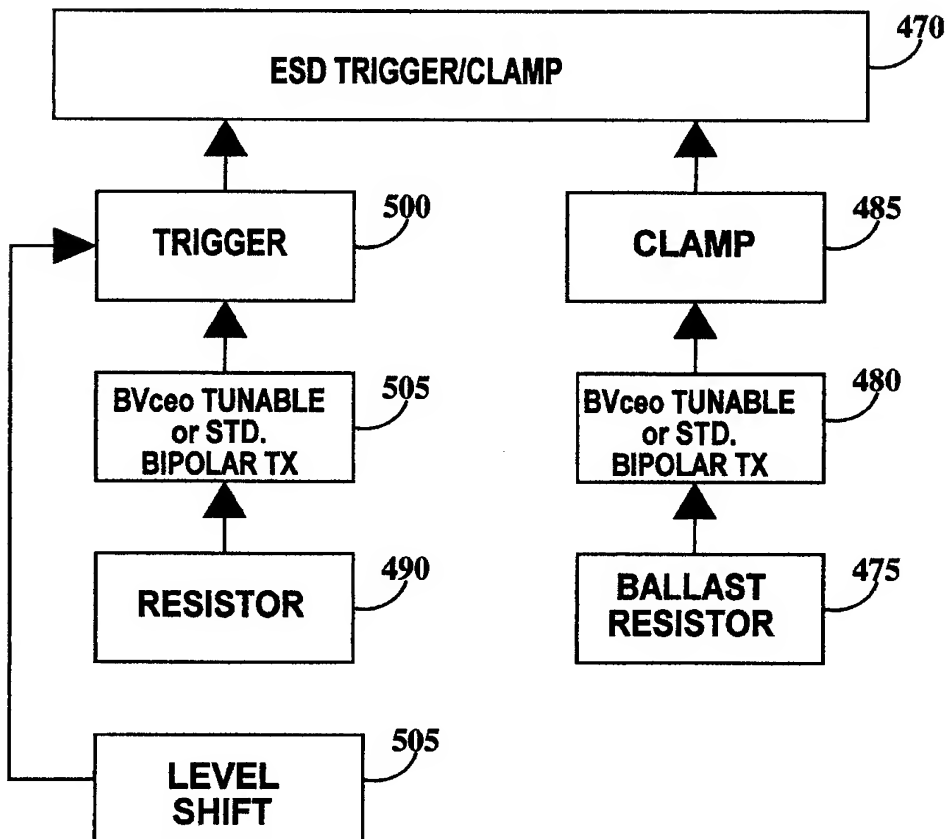 470
ESD TRIGGER/CLAMP
500
TRIGGER
485
CLAMP
505
BVceo TUNABLE
or STD.
BIPOLAR TX
480
BVceo TUNABLE
or STD.
BIPOLAR TX
490
RESISTOR
475
BALLAST
RESISTOR
505
LEVEL
SHIFT